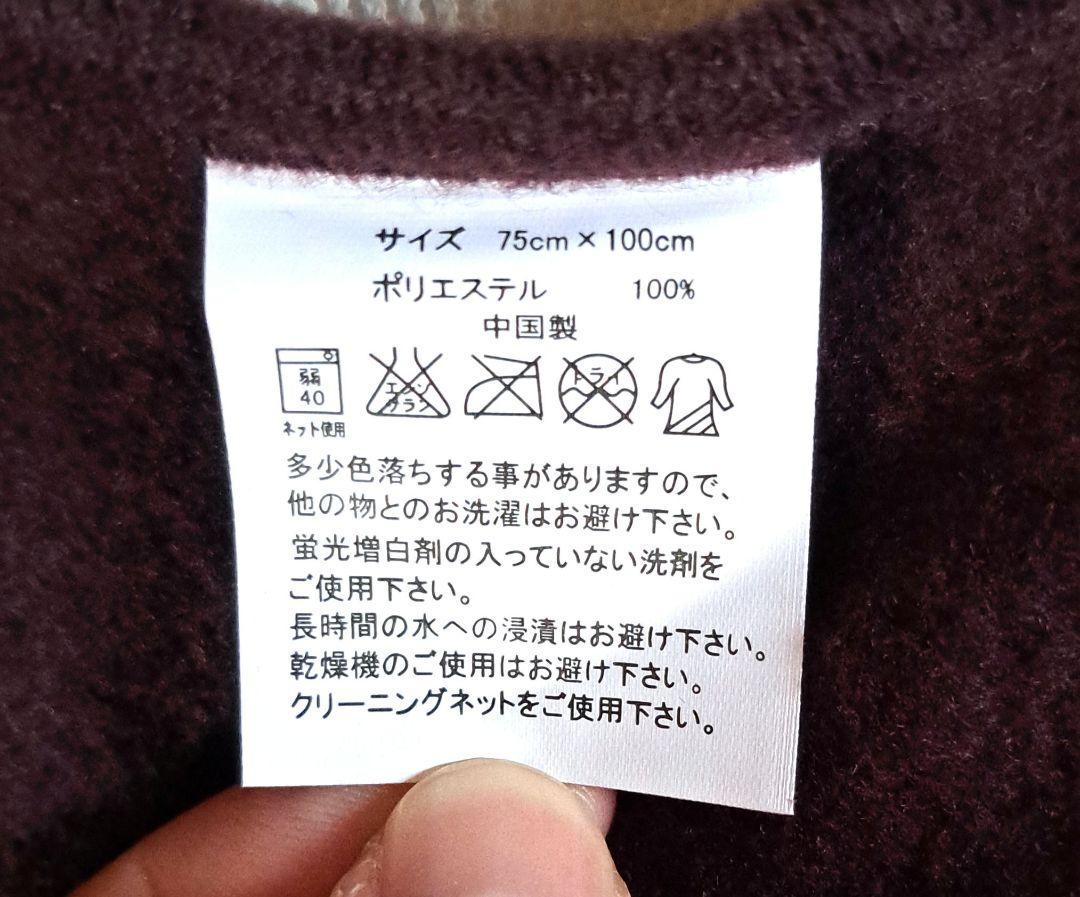 サイズ 75cm×100cm
ポリエステル 100%
中国製
弱
40
ネット使用
エンソ
サラシ
ドライ
多少色落ちする事がありますので、
他の物とのお洗濯はお避け下さい。
蛍光増白剤の入っていない洗剤を
ご使用下さい。
長時間の水への浸漬はお避け下さい。
乾燥機のご使用はお避け下さい。
クリーニングネットをご使用下さい。